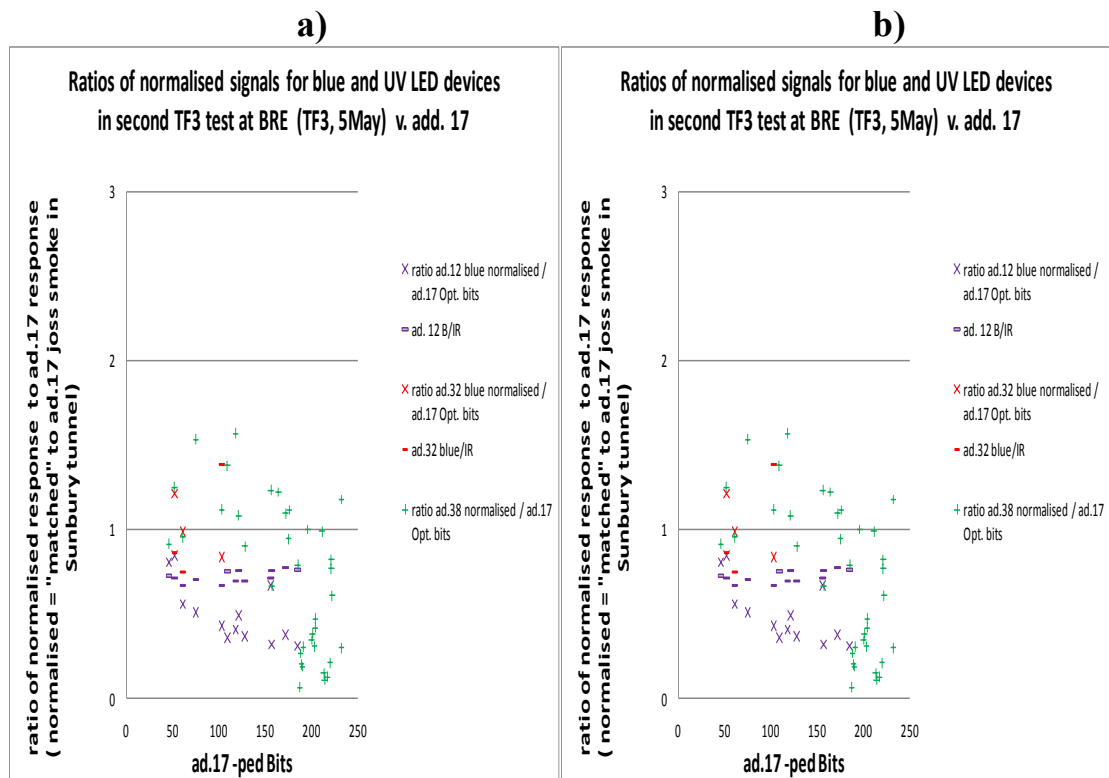 a)
b)
Ratios of normalised signals for blue and UV LED devices
in second TF3 test at BRE (TF3, 5May) v. add. 17
ratio of normalised response to ad.17 response
( normalised = "matched" to ad.17 joss smoke in
Sunbury tunnel)
3
2
1
0
0 50 100 150 200 250
ad.17 -ped Bits
ratio ad.12 blue normalised /
ad.17 Opt. bits
ad. 12 B/IR
ratio ad.32 blue normalised /
ad.17 Opt. bits
ad.32 blue/IR
ratio ad.38 normalised / ad.17
Opt. bits
Ratios of normalised signals for blue and UV LED devices
in second TF3 test at BRE (TF3, 5May) v. add. 17
ratio of normalised response to ad.17 response
( normalised = "matched" to ad.17 joss smoke in
Sunbury tunnel)
3
2
1
0
0 50 100 150 200 250
ad.17 -ped Bits
ratio ad.12 blue normalised /
ad.17 Opt. bits
ad. 12 B/IR
ratio ad.32 blue normalised /
ad.17 Opt. bits
ad.32 blue/IR
ratio ad.38 normalised / ad.17
Opt. bits